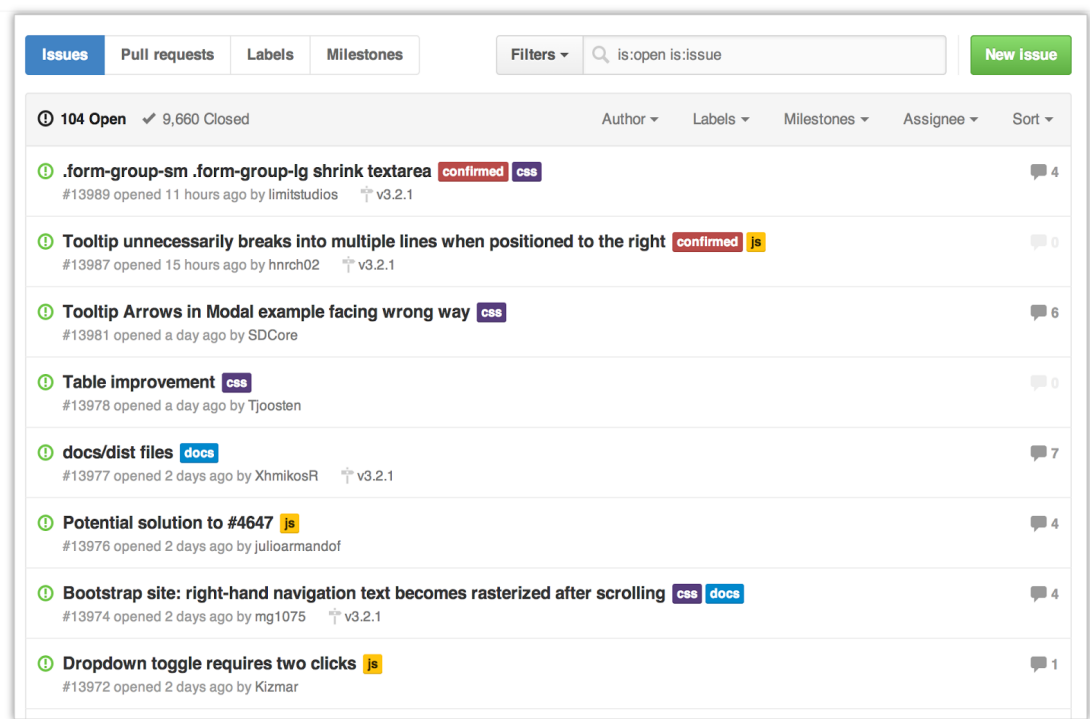 Issues Pull requests Labels Milestones Filters is:open is:issue New Issue
104 Open 9,660 Closed Author Labels Milestones Assignee Sort
.form-group-sm .form-group-lg shrink textarea confirmed css 4
#13989 opened 11 hours ago by limitstudios v3.2.1
Tooltip unnecessarily breaks into multiple lines when positioned to the right confirmed js 0
#13987 opened 15 hours ago by hnrch02 v3.2.1
Tooltip Arrows in Modal example facing wrong way css 6
#13981 opened a day ago by SDCore
Table improvement css 0
#13978 opened a day ago by Tjoosten
docs/dist files docs 7
#13977 opened 2 days ago by XhmikosR v3.2.1
Potential solution to #4647 js 4
#13976 opened 2 days ago by julioarmandof
Bootstrap site: right-hand navigation text becomes rasterized after scrolling css docs 4
#13974 opened 2 days ago by mg1075 v3.2.1
Dropdown toggle requires two clicks js 1
#13972 opened 2 days ago by Kizmar